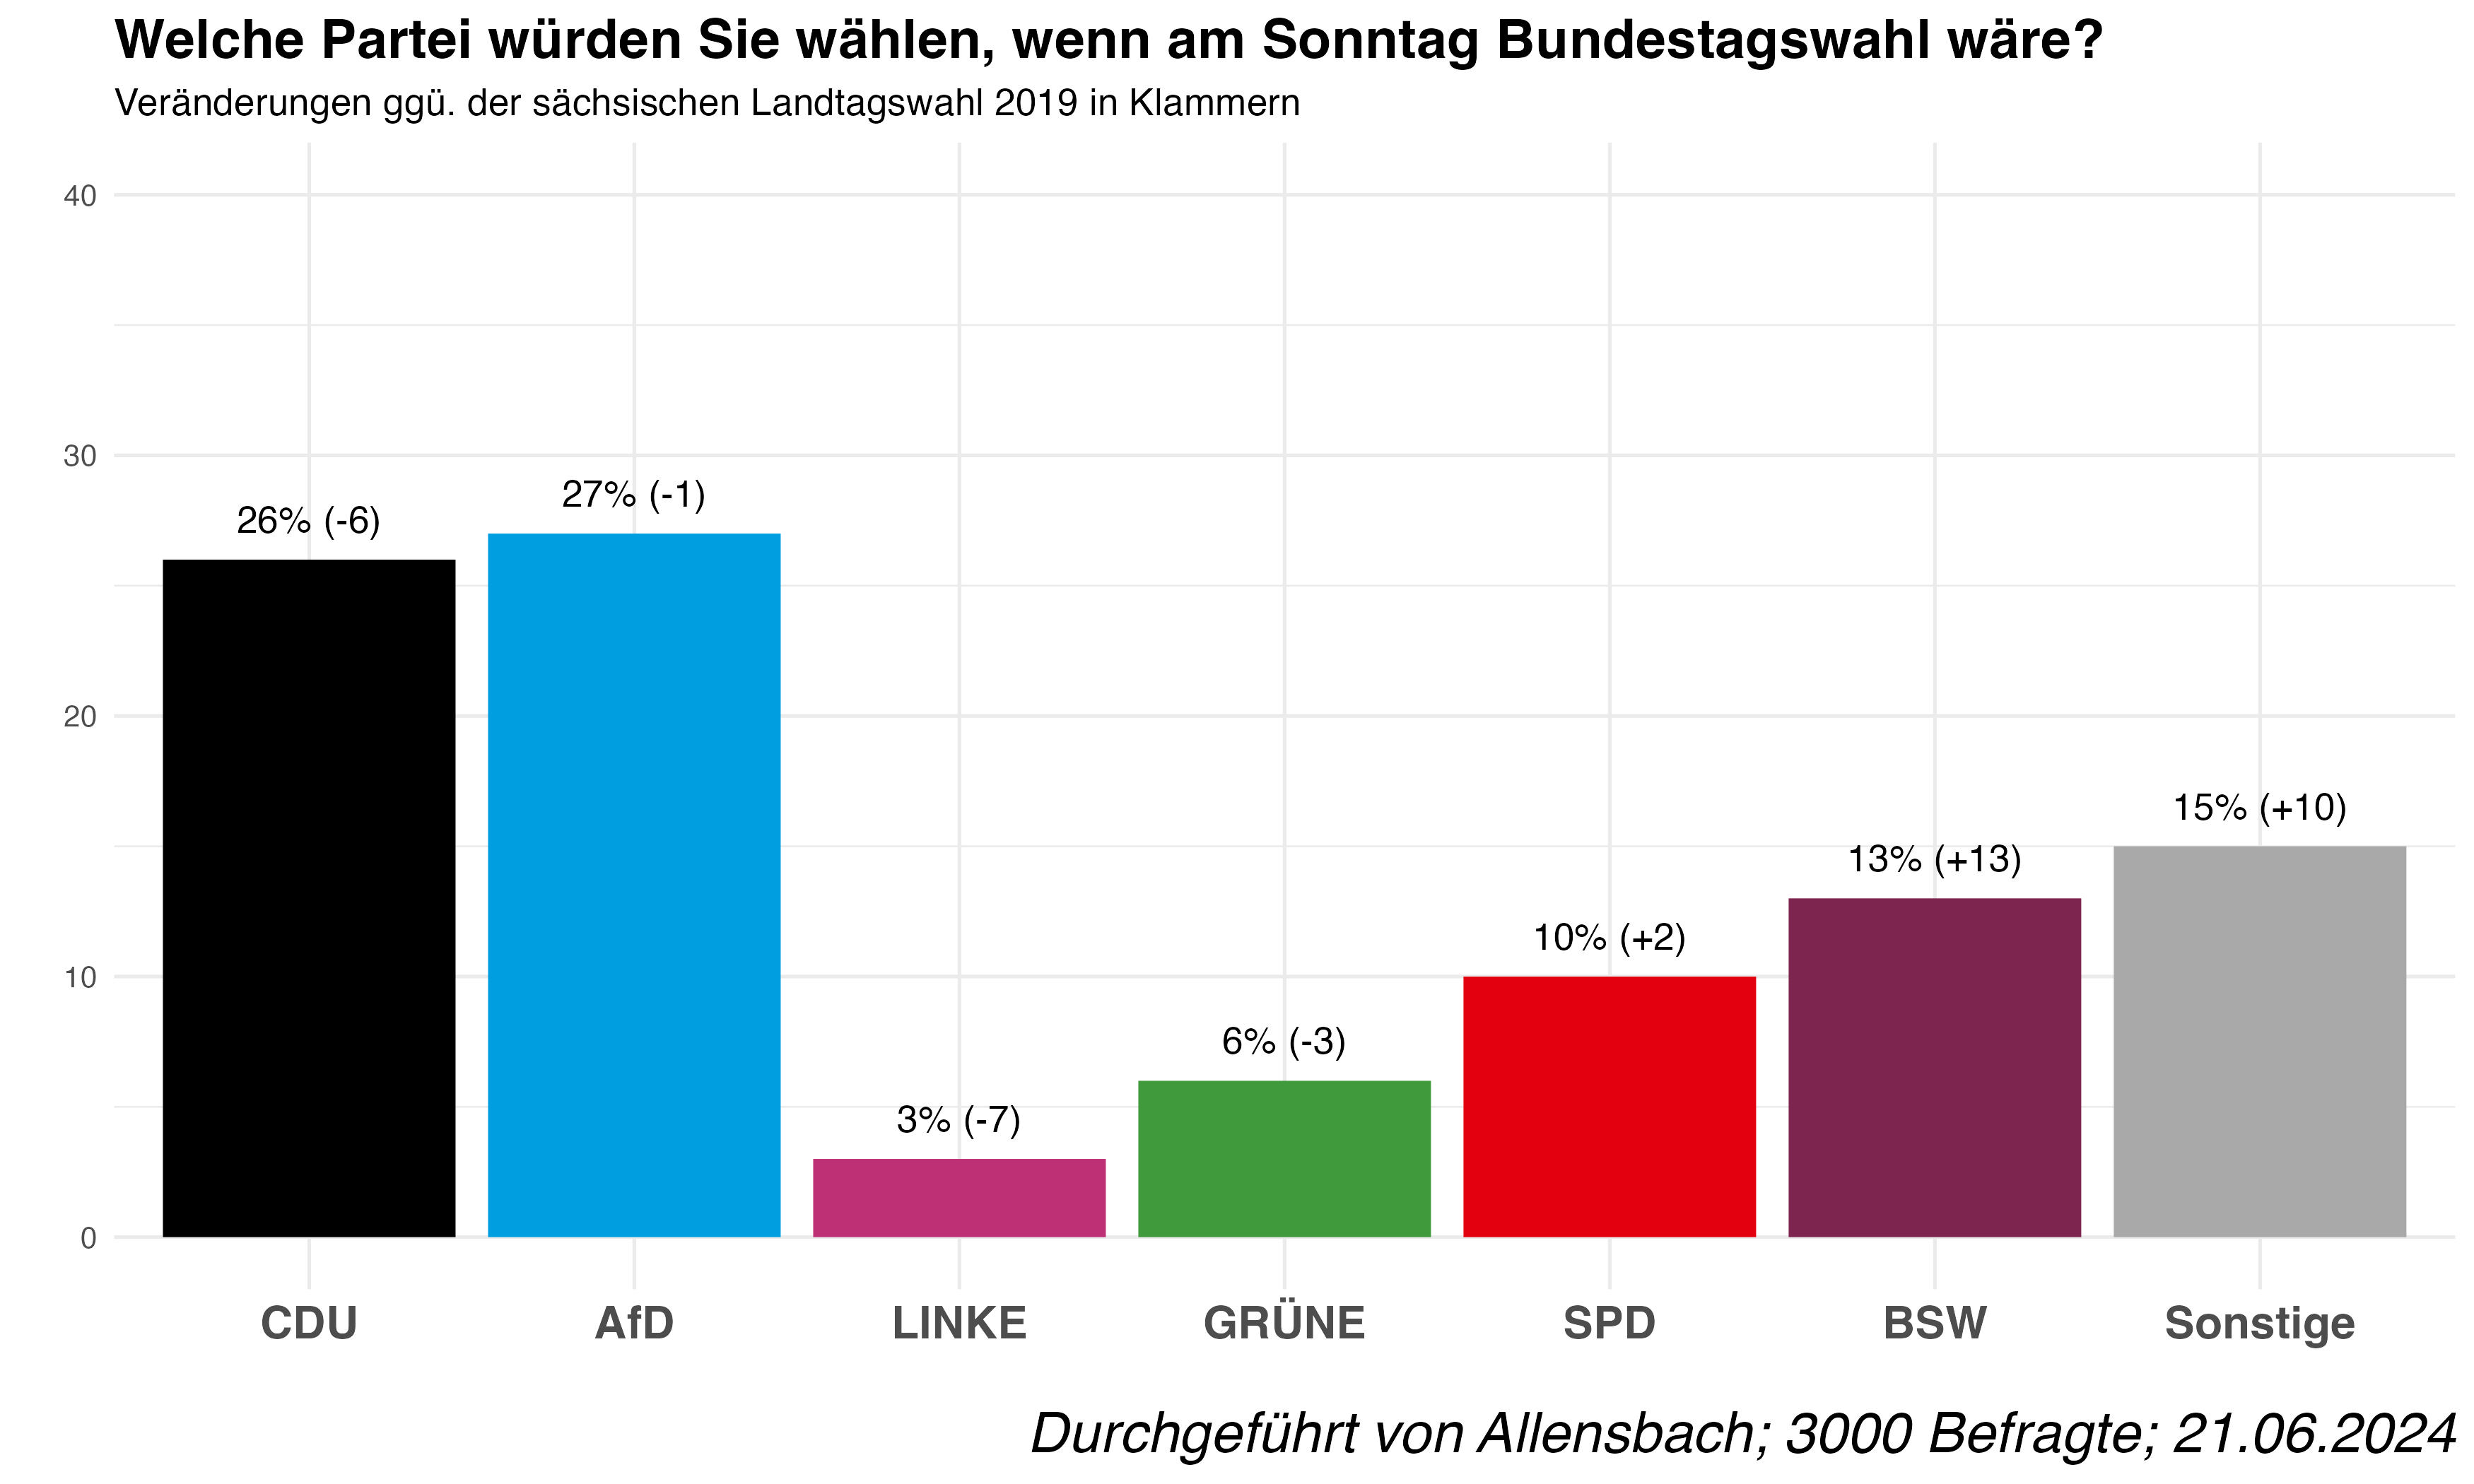 Welche Partei würden Sie wählen, wenn am Sonntag Bundestagswahl wäre?
Veränderungen ggü. der sächsischen Landtagswahl 2019 in Klammern
40
30
20
10
0
26% (-6)
27% (-1)
3% (-7)
6% (-3)
10% (+2)
13% (+13)
15% (+10)
CDU
AfD
LINKE
GRÜNE
SPD
BSW
Sonstige
Durchgeführt von Allensbach; 3000 Befragte; 21.06.2024